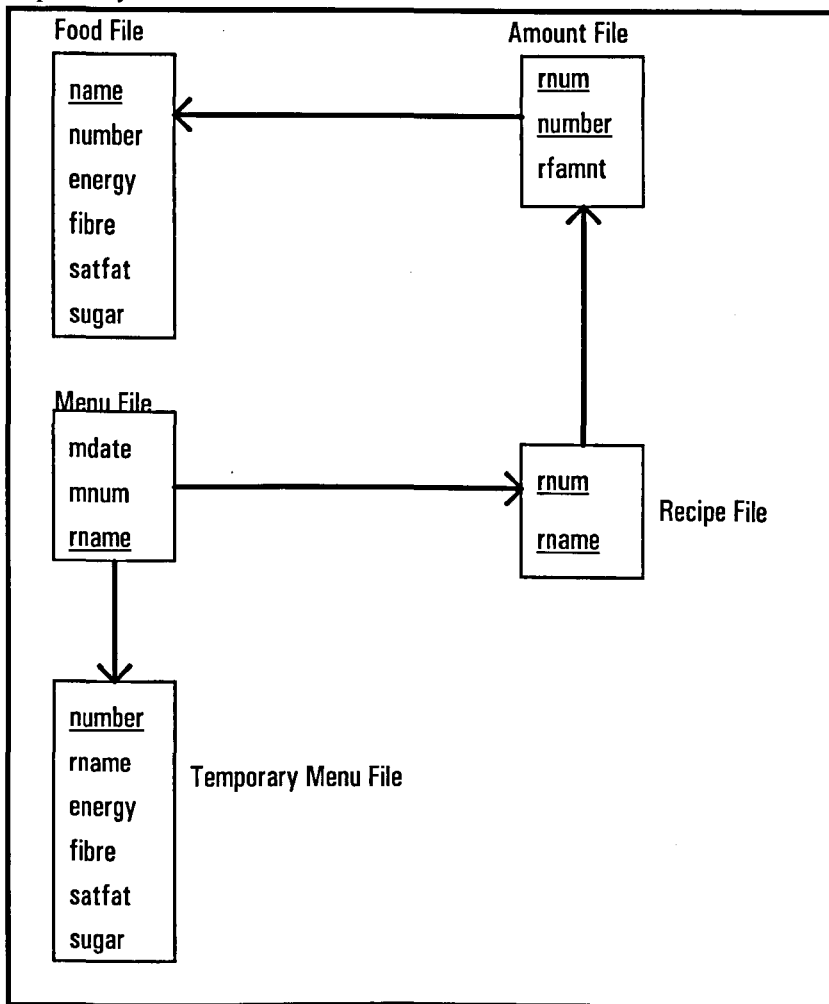 Food File
name
number
energy
fibre
satfat
sugar
Amount File
rnum
number
rfamnt
Menu File
mdate
mnum
rname
rnum
rname
Recipe File
number
rname
energy
fibre
satfat
sugar
Temporary Menu File